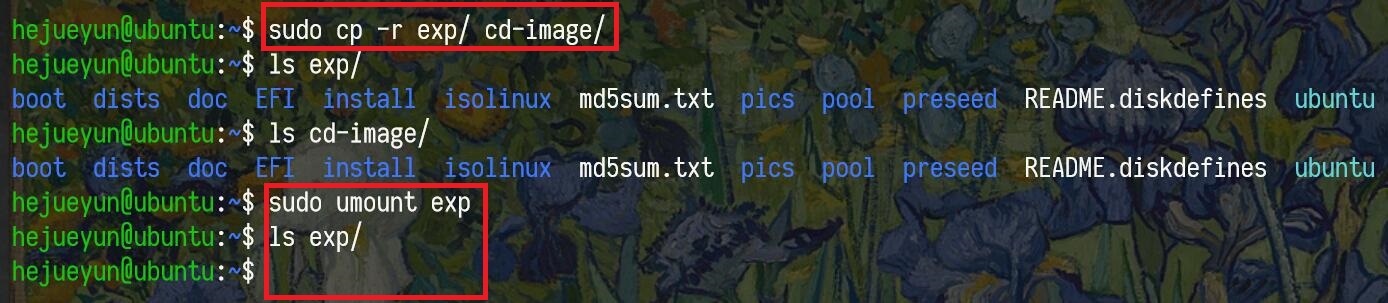 hejueyun@ubuntu:~$ sudo cp -r exp/ cd-image/
hejueyun@ubuntu:~$ ls exp/
boot dists doc EFI install isolinux md5sum.txt pics pool preseed README.diskdefines ubuntu
hejueyun@ubuntu:~$ ls cd-image/
boot dists doc EFI install isolinux md5sum.txt pics pool preseed README.diskdefines ubuntu
hejueyun@ubuntu:~$ sudo umount exp
hejueyun@ubuntu:~$ ls exp/
hejueyun@ubuntu:~$